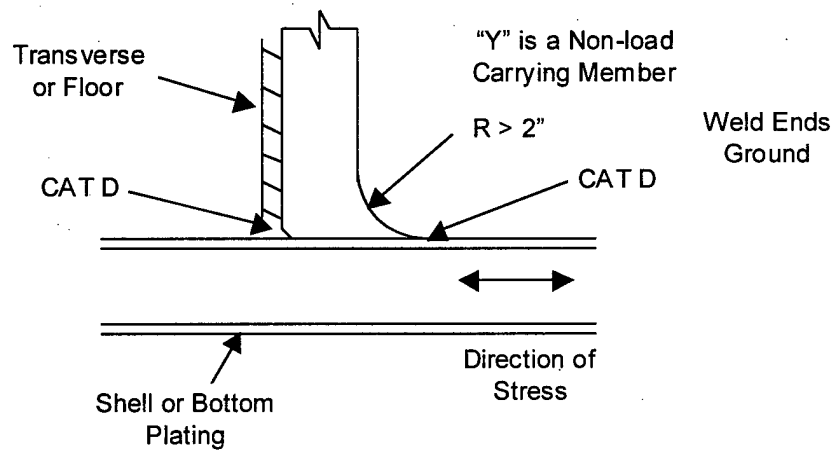 Transverse
or Floor
"Y" is a Non-load
Carrying Member
R > 2"
Weld Ends
Ground
CAT D
CAT D
Direction of
Stress
Shell or Bottom
Plating